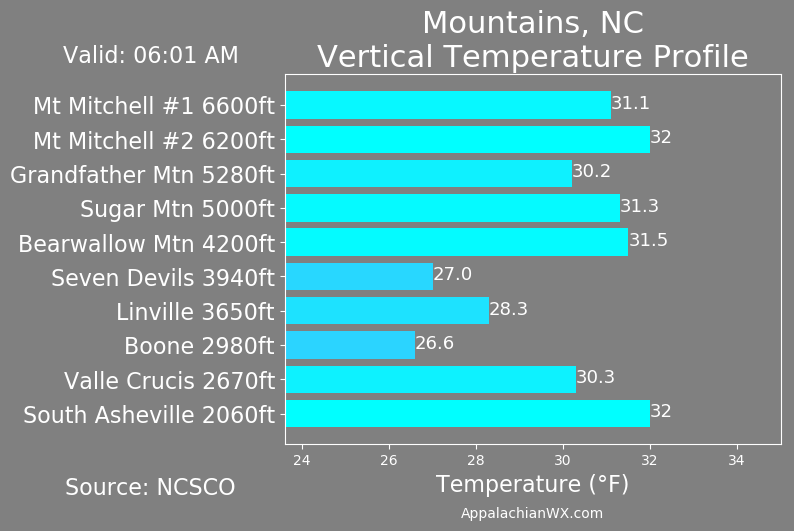 Mountains, NC
Vertical Temperature Profile
Valid: 06:01 AM
Mt Mitchell #1 6600ft 31.1
Mt Mitchell #2 6200ft 32
Grandfather Mtn 5280ft 30.2
Sugar Mtn 5000ft 31.3
Bearwallow Mtn 4200ft 31.5
Seven Devils 3940ft 27.0
Linville 3650ft 28.3
Boone 2980ft 26.6
Valle Crucis 2670ft 30.3
South Asheville 2060ft 32
24 26 28 30 32 34
Temperature (°F)
Source: NCSCO
AppalachianWX.com